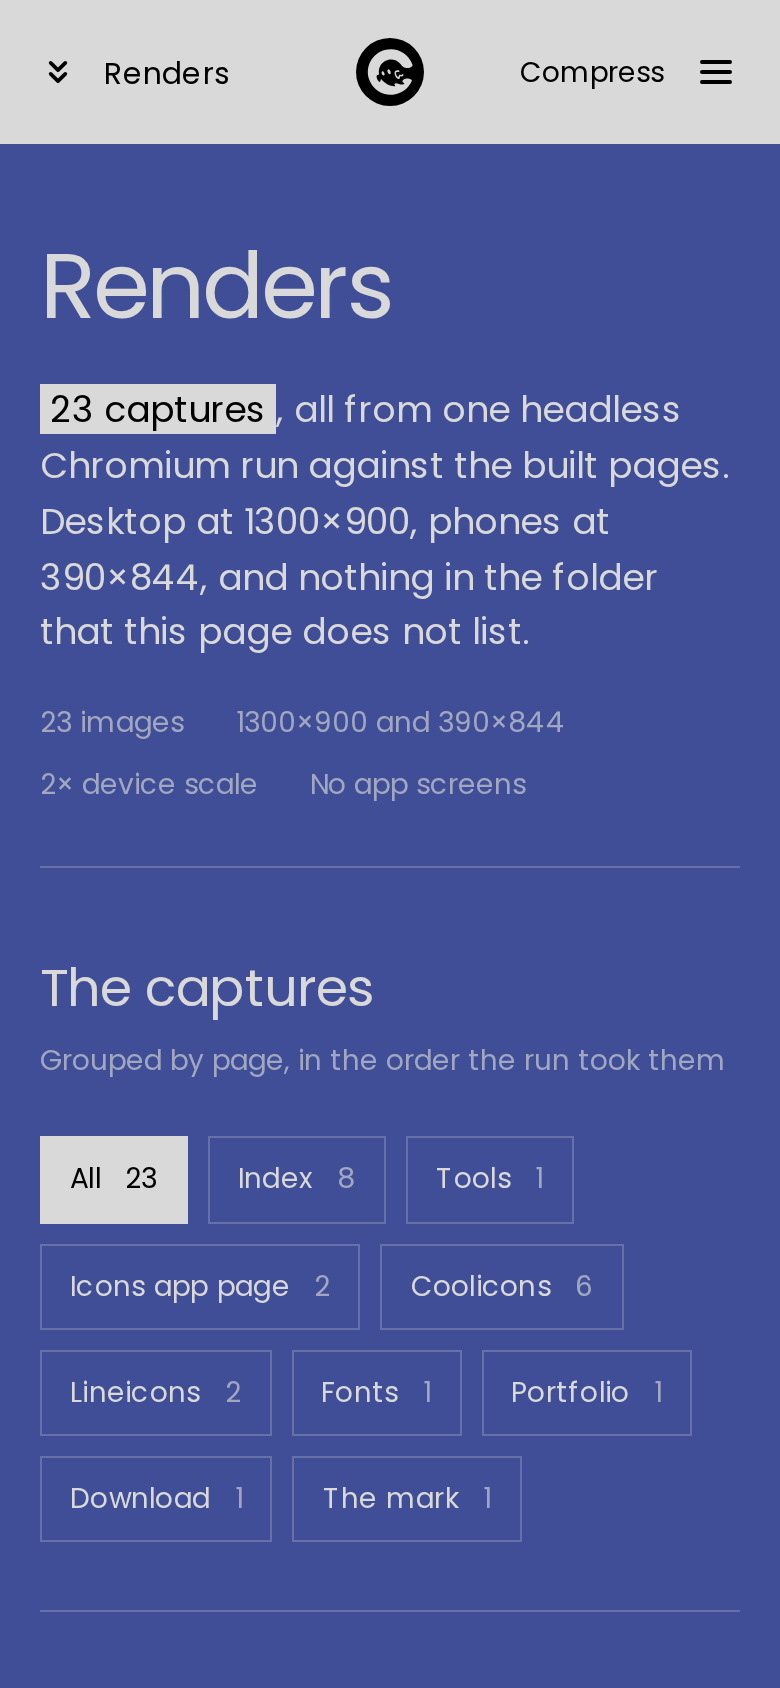 Renders
Compress
Renders
23 captures, all from one headless
Chromium run against the built pages.
Desktop at 1300×900, phones at
390×844, and nothing in the folder
that this page does not list.
23 images 1300×900 and 390×844
2× device scale No app screens
The captures
Grouped by page, in the order the run took them
All 23 Index 8 Tools 1
Icons app page 2 Coolicons 6
Lineicons 2 Fonts 1 Portfolio 1
Download 1 The mark 1